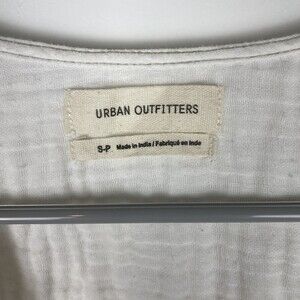 URBAN OUTFITTERS
S-P Made in India / Fabriqué en Inde